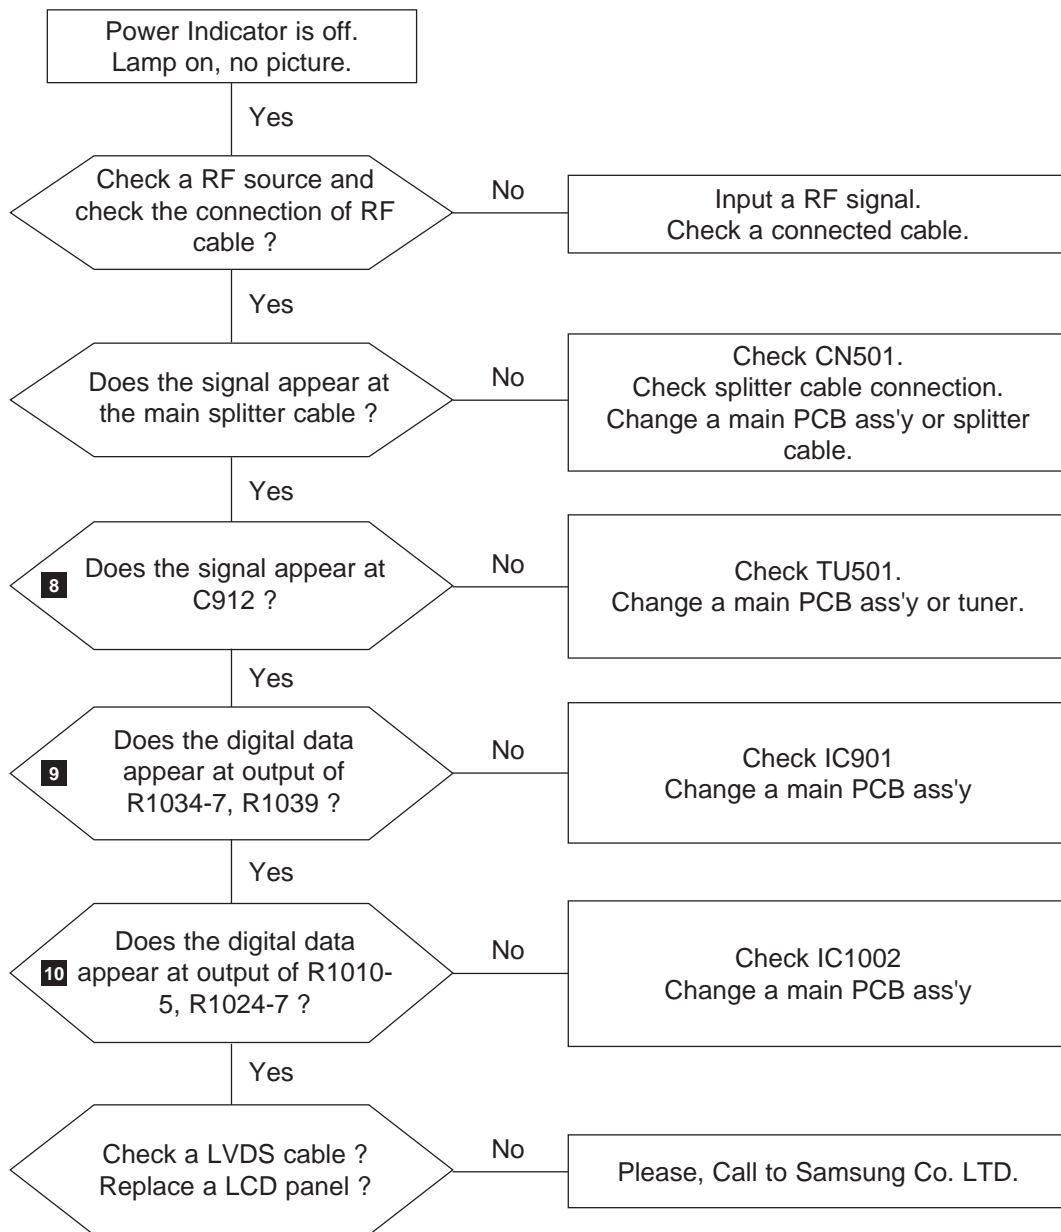 Power Indicator is off.
Lamp on, no picture.
Yes
Check a RF source and
check the connection of RF
cable ?
No
Input a RF signal.
Check a connected cable.
Yes
Does the signal appear at
the main splitter cable ?
No
Check CN501.
Check splitter cable connection.
Change a main PCB ass'y or splitter
cable.
Yes
8
Does the signal appear at
C912 ?
No
Check TU501.
Change a main PCB ass'y or tuner.
Yes
9
Does the digital data
appear at output of
R1034-7, R1039 ?
No
Check IC901
Change a main PCB ass'y
Yes
10
Does the digital data
appear at output of R1010-
5, R1024-7 ?
No
Check IC1002
Change a main PCB ass'y
Yes
Check a LVDS cable ?
Replace a LCD panel ?
No
Please, Call to Samsung Co. LTD.